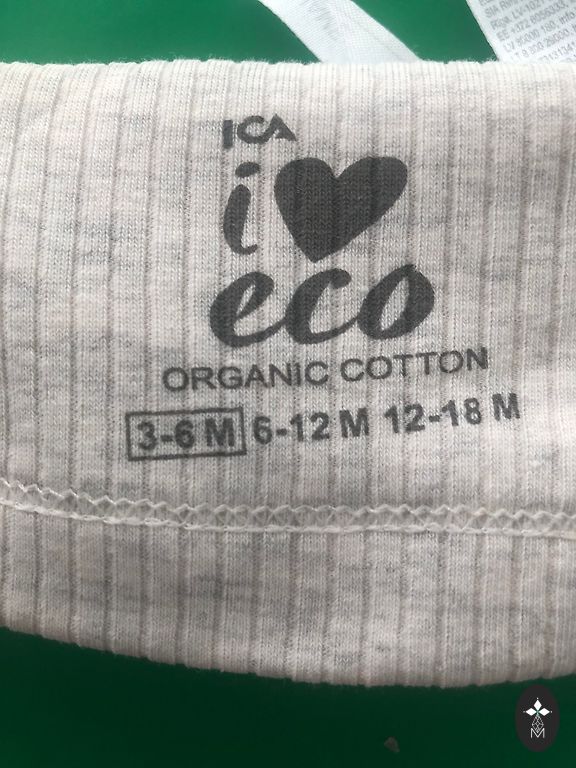 ICA
i
eco
ORGANIC COTTON
3-6 M 6-12 M 12-18 M